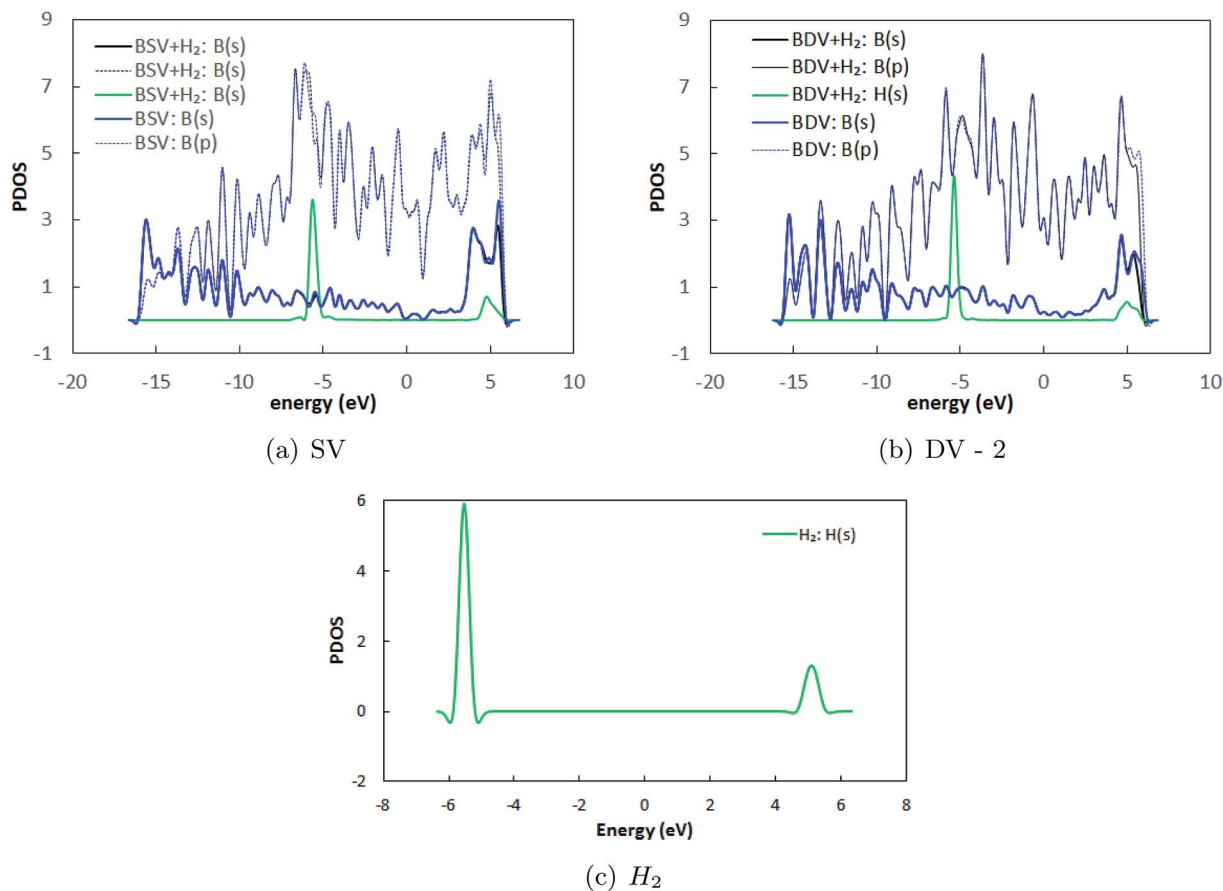 9
7
5
3
1
-1
PDOS
BSV+H₂: B(s)
BSV+H₂: B(s)
BSV+H₂: B(s)
BSV: B(s)
BSV: B(p)
-20 -15 -10 -5 0 5 10
energy (eV)
(a) SV
9
7
5
3
1
-1
PDOS
BDV+H₂: B(s)
BDV+H₂: B(p)
BDV+H₂: H(s)
BDV: B(s)
BDV: B(p)
-20 -15 -10 -5 0 5 10
energy (eV)
(b) DV - 2
6
4
2
0
-2
PDOS
H₂: H(s)
-8 -6 -4 -2 0 2 4 6 8
Energy (eV)
(c) H₂